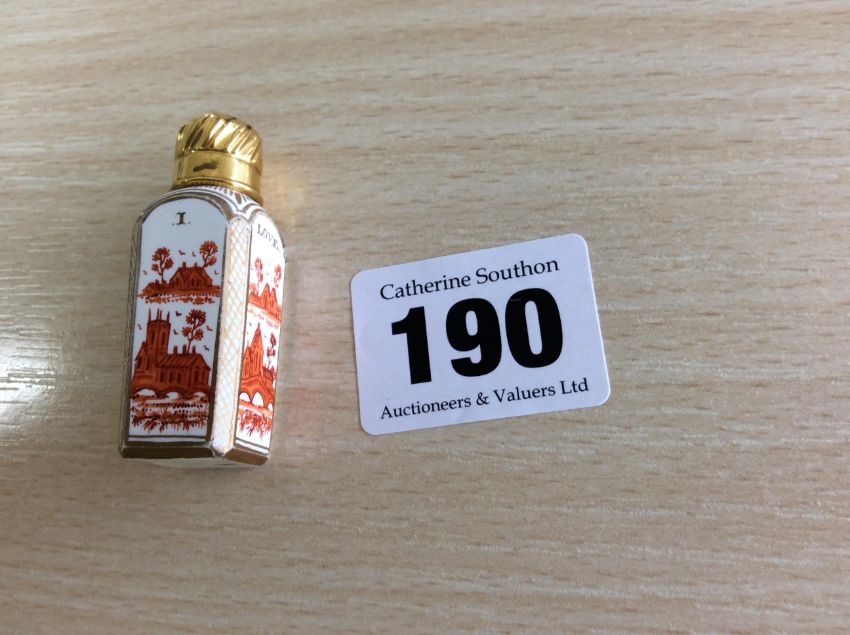 .I.
LOVE.
Catherine Southon
190
Auctioneers & Valuers Ltd